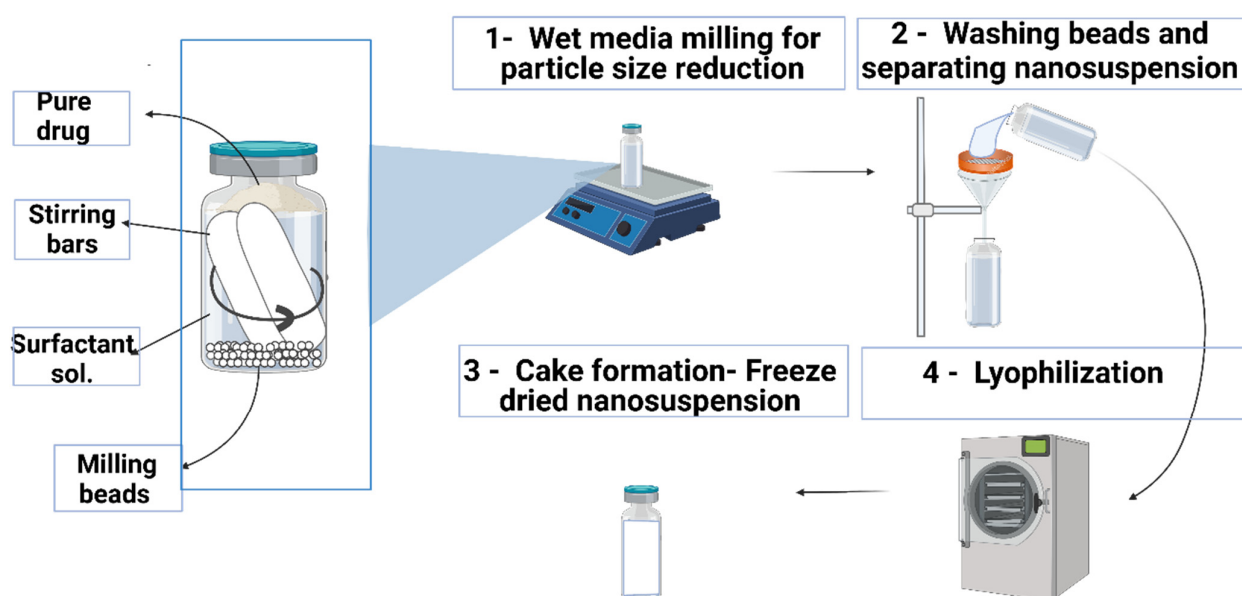 Pure
drug
Stirring
bars
Surfactant
sol.
Milling
beads
1- Wet media milling for
particle size reduction
2 - Washing beads and
separating nanosuspension
3 - Cake formation- Freeze
dried nanosuspension
4 - Lyophilization